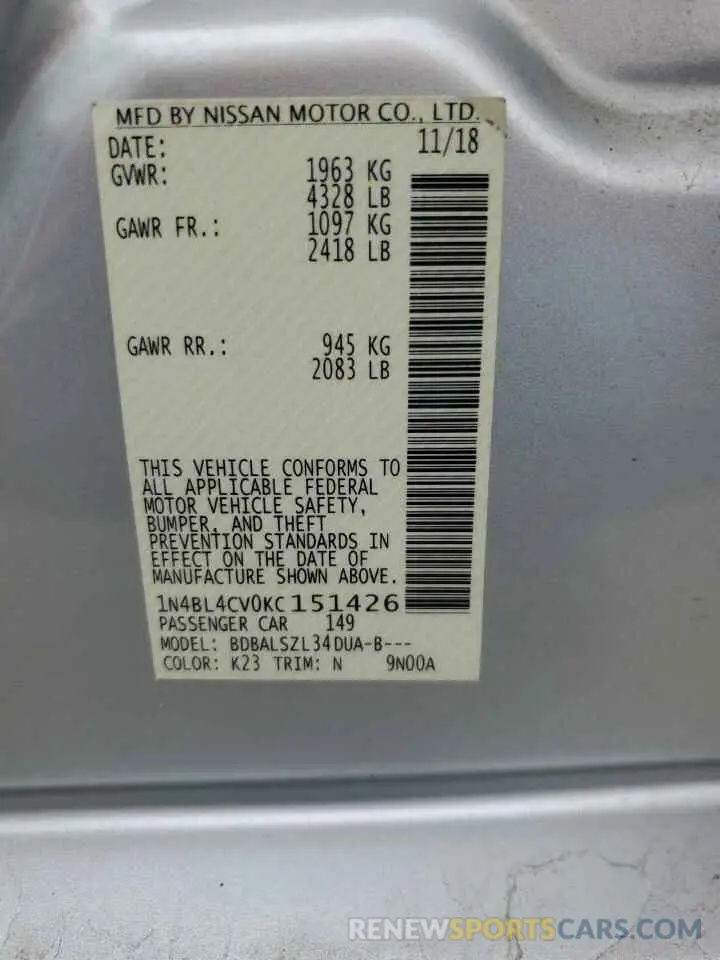 MFD BY NISSAN MOTOR CO., LTD.
DATE: 11/18
GVWR: 1963 KG
4328 LB
GAWR FR.: 1097 KG
2418 LB
GAWR RR.: 945 KG
2083 LB
THIS VEHICLE CONFORMS TO
ALL APPLICABLE FEDERAL
MOTOR VEHICLE SAFETY,
BUMPER, AND THEFT
PREVENTION STANDARDS IN
EFFECT ON THE DATE OF
MANUFACTURE SHOWN ABOVE.
1N4BL4CV0KC151426
PASSENGER CAR 149
MODEL: BDBALSZL34DUA-B---
COLOR: K23 TRIM: N 9N00A
RENEWSPORTSCARS.COM